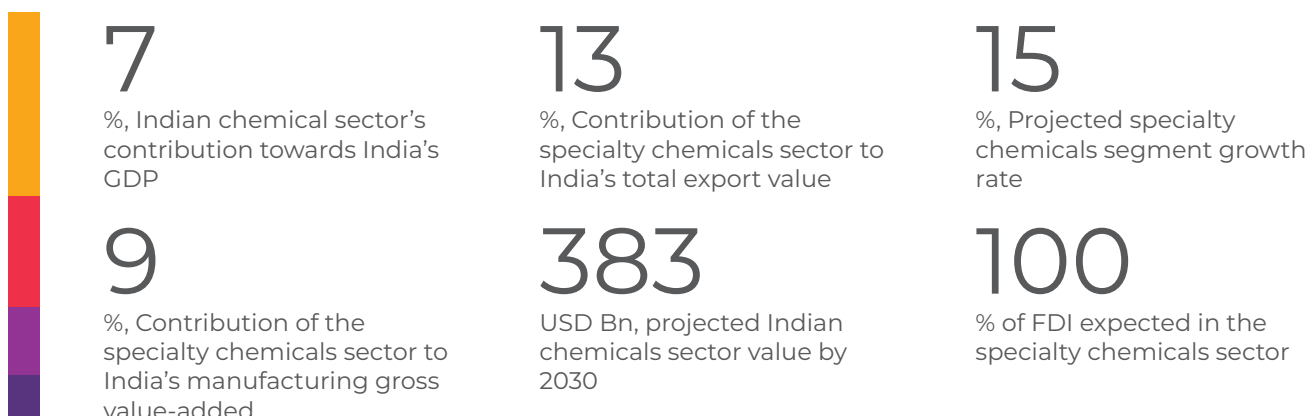 7
%, Indian chemical sector’s
contribution towards India’s
GDP
13
%, Contribution of the
specialty chemicals sector to
India’s total export value
15
%, Projected specialty
chemicals segment growth
rate
9
%, Contribution of the
specialty chemicals sector to
India’s manufacturing gross
value-added
383
USD Bn, projected Indian
chemicals sector value by
2030
100
% of FDI expected in the
specialty chemicals sector